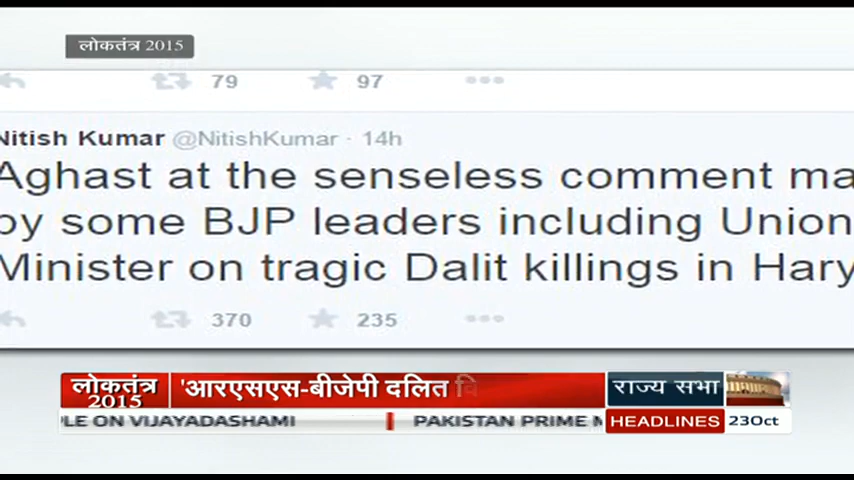 लोकतंत्र 2015
79 97
Nitish Kumar @NitishKumar · 14h
Aghast at the senseless comment ma
by some BJP leaders including Union
Minister on tragic Dalit killings in Hary
370 235
लोकतंत्र 2015
'आरएसएस-बीजेपी दलित वि
राज्य सभा
PLE ON VIJAYADASHAMI
PAKISTAN PRIME M
HEADLINES
23Oct